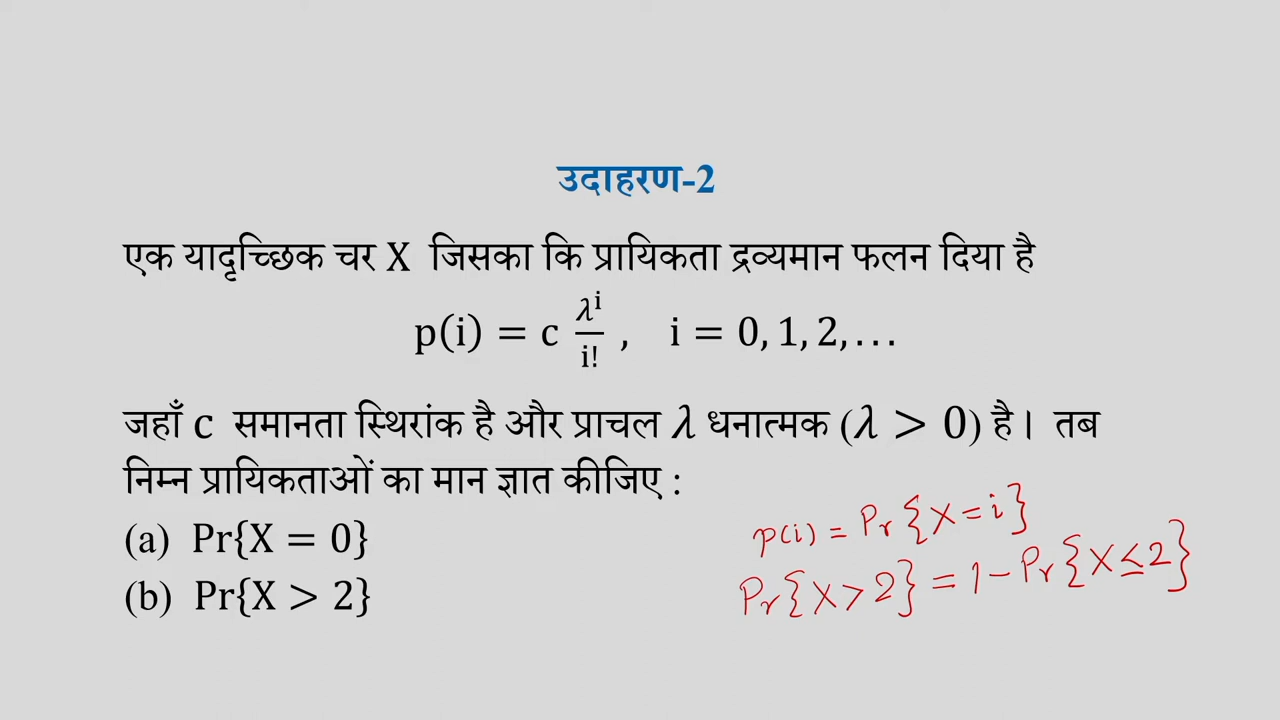 उदाहरण-2
एक यादृच्छिक चर X जिसका कि प्रायिकता द्रव्यमान फलन दिया है
p(i) = c λⁱ/i! , i = 0, 1, 2, …
जहाँ c समानता स्थिरांक है और प्राचल λ धनात्मक (λ > 0) है। तब
निम्न प्रायिकताओं का मान ज्ञात कीजिए :
(a) Pr{X = 0}
(b) Pr{X > 2}
p(i) = Pr{X=i}
Pr{X>2} = 1 - Pr{X≤2}